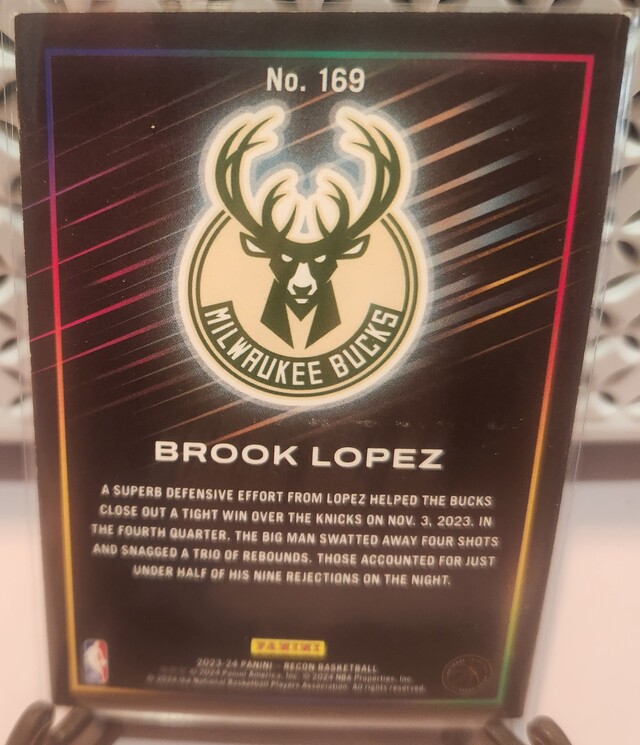 No. 169
MILWAUKEE BUCKS
BROOK LOPEZ
A SUPERB DEFENSIVE EFFORT FROM LOPEZ HELPED THE BUCKS
CLOSE OUT A TIGHT WIN OVER THE KNICKS ON NOV. 3, 2023. IN
THE FOURTH QUARTER, THE BIG MAN SWATTED AWAY FOUR SHOTS
AND SNAGGED A TRIO OF REBOUNDS. THOSE ACCOUNTED FOR JUST
UNDER HALF OF HIS NINE REJECTIONS ON THE NIGHT.
PANINI
2023-24 PANINI - RECON BASKETBALL
© 2024 Panini America, Inc. © 2024 NBA Properties, Inc.
© 2024 the National Basketball Players Association. All rights reserved.